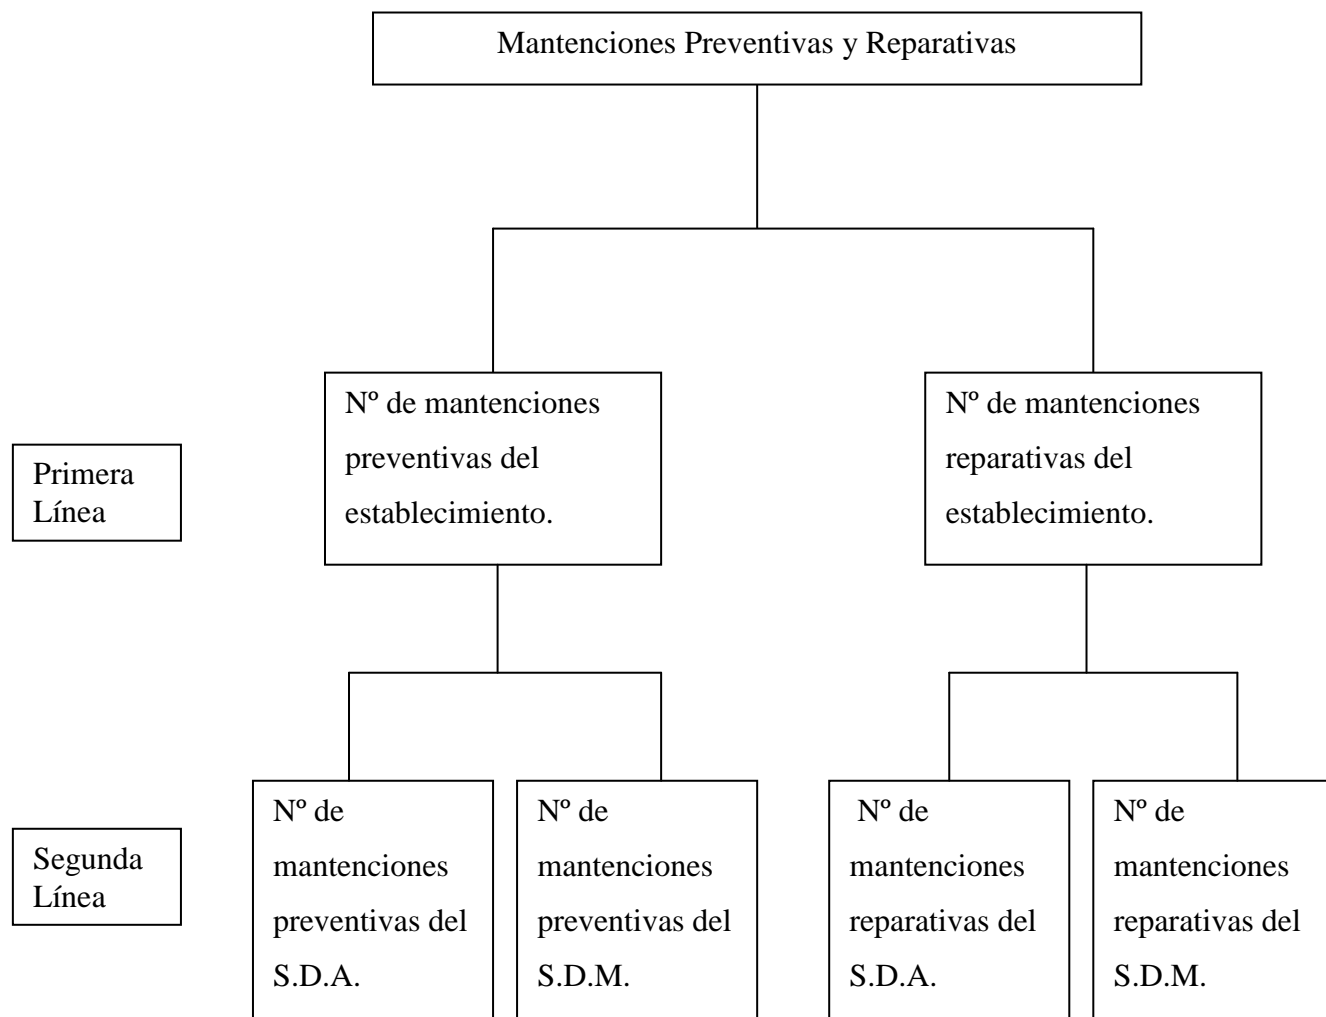 Mantenciones Preventivas y Reparativas
Nº de mantenciones
preventivas del
establecimiento.
Nº de mantenciones
reparativas del
establecimiento.
Primera
Línea
Nº de
mantenciones
preventivas del
S.D.A.
Nº de
mantenciones
preventivas del
S.D.M.
Nº de
mantenciones
reparativas del
S.D.A.
Nº de
mantenciones
reparativas del
S.D.M.
Segunda
Línea